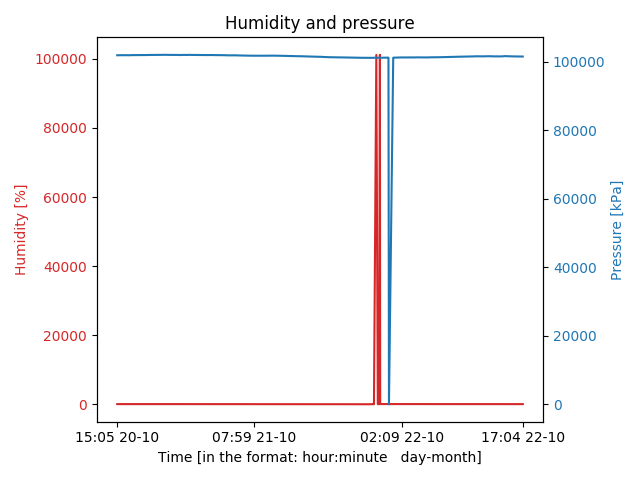 Humidity and pressure
100000
80000
60000
40000
20000
0
Humidity [%]
100000
80000
60000
40000
20000
0
Pressure [kPa]
15:05 20-10 07:59 21-10 02:09 22-10 17:04 22-10
Time [in the format: hour:minute   day-month]